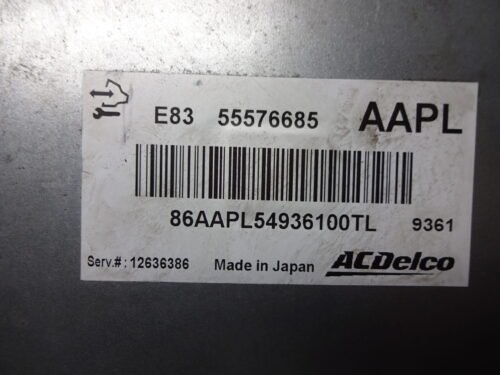 E83 55576685 AAPL
86AAPL54936100TL 9361
Serv.#: 12636386 Made in Japan ACDelco